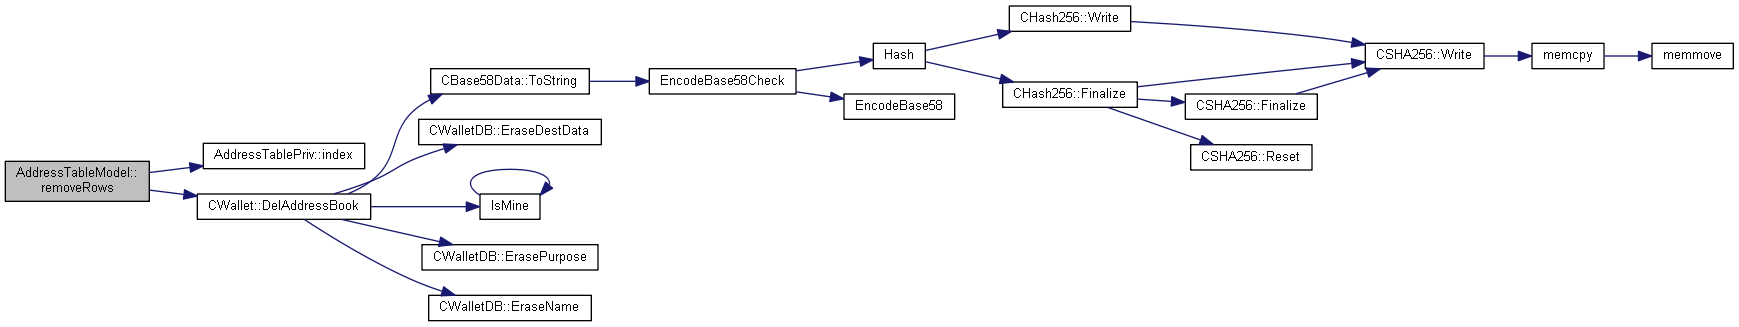 AddressTableModel::
removeRows
AddressTablePriv::index
CWallet::DelAddressBook
CBase58Data::ToString
CWalletDB::EraseDestData
IsMine
CWalletDB::ErasePurpose
CWalletDB::EraseName
EncodeBase58Check
Hash
EncodeBase58
CHash256::Write
CHash256::Finalize
CSHA256::Finalize
CSHA256::Reset
CSHA256::Write
memcpy
memmove